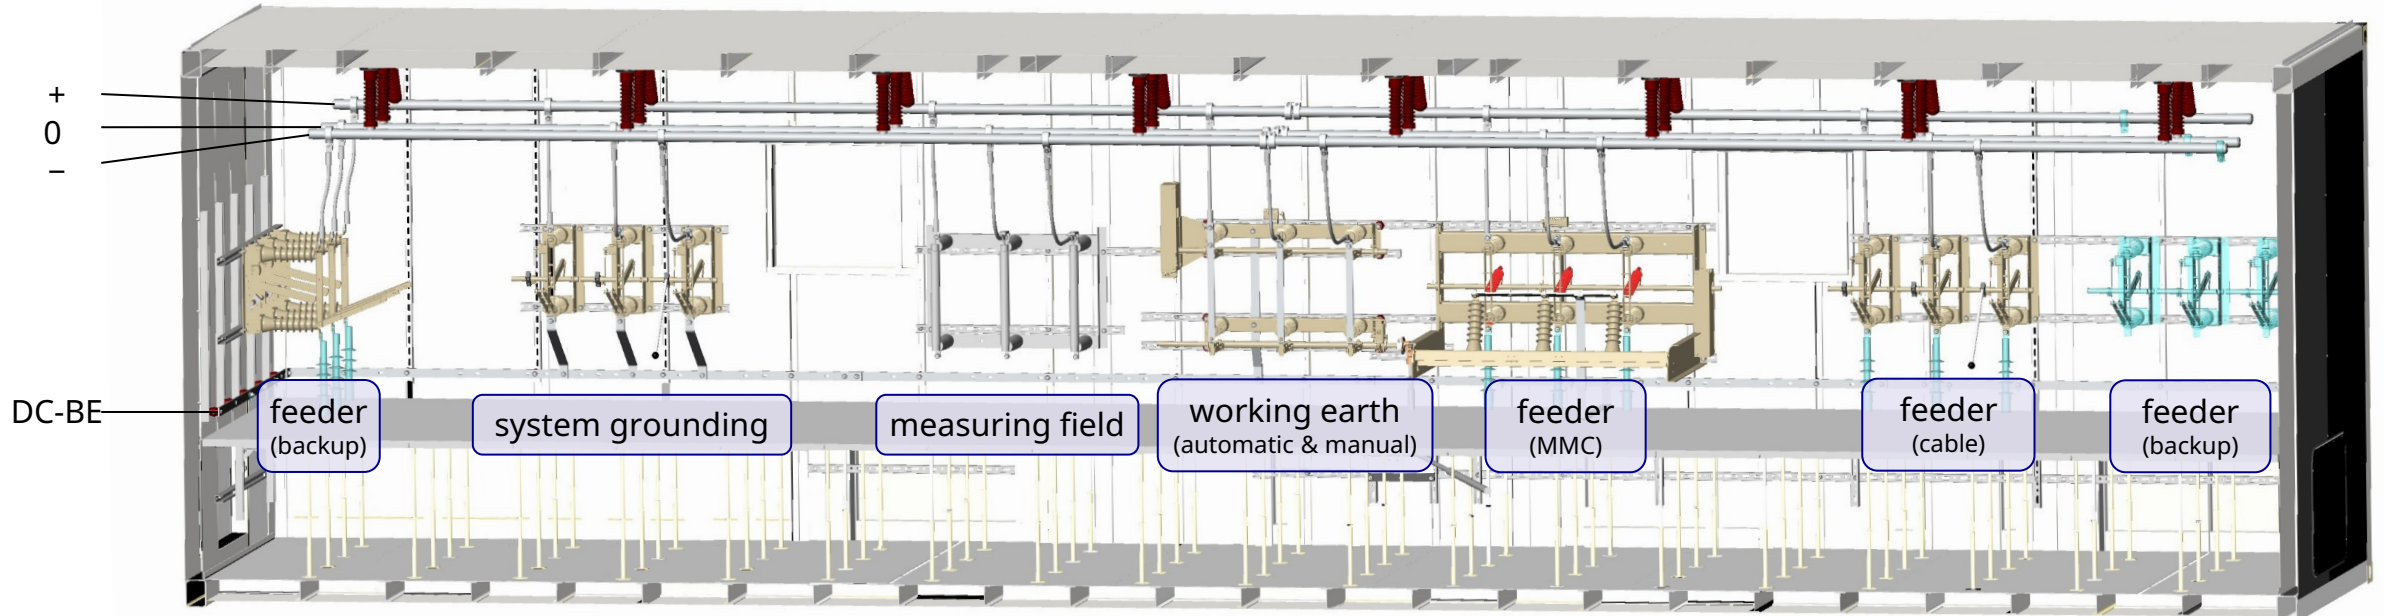 +
0
−
DC-BE
feeder
(backup)
system grounding
measuring field
working earth
(automatic & manual)
feeder
(MMC)
feeder
(cable)
feeder
(backup)